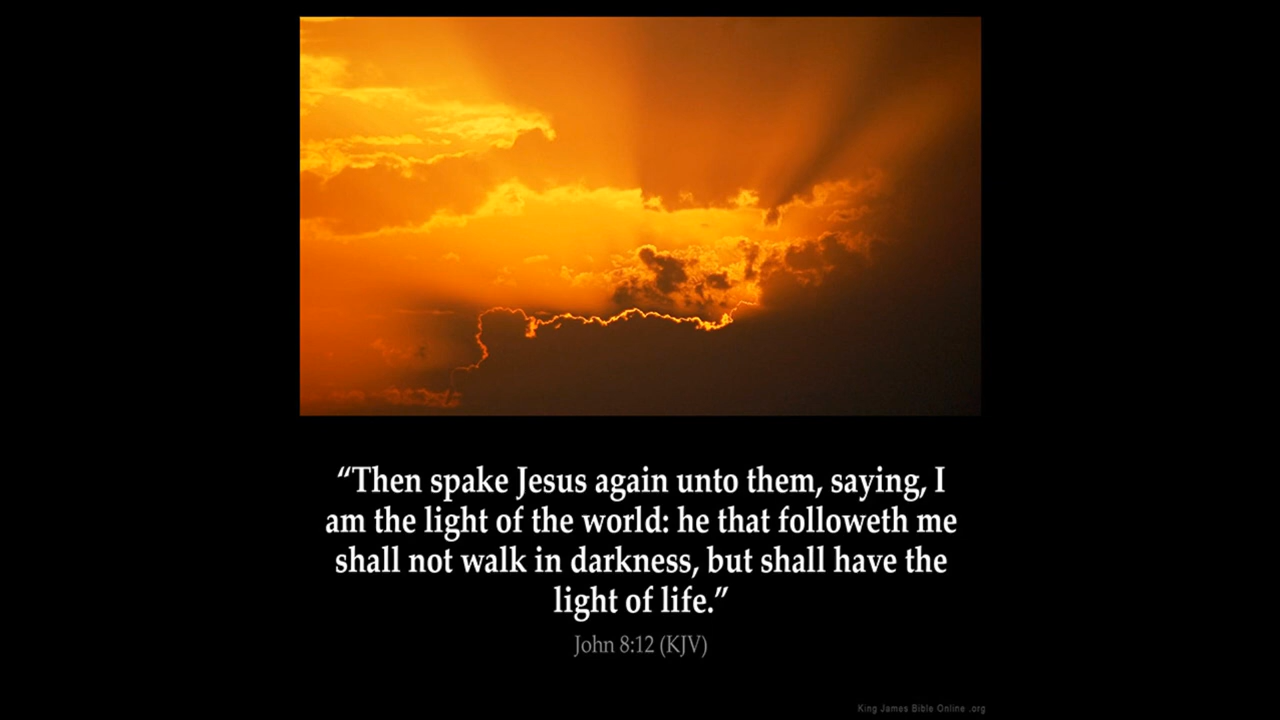 “Then spake Jesus again unto them, saying, I
am the light of the world: he that followeth me
shall not walk in darkness, but shall have the
light of life.”
John 8:12 (KJV)
King James Bible Online .org